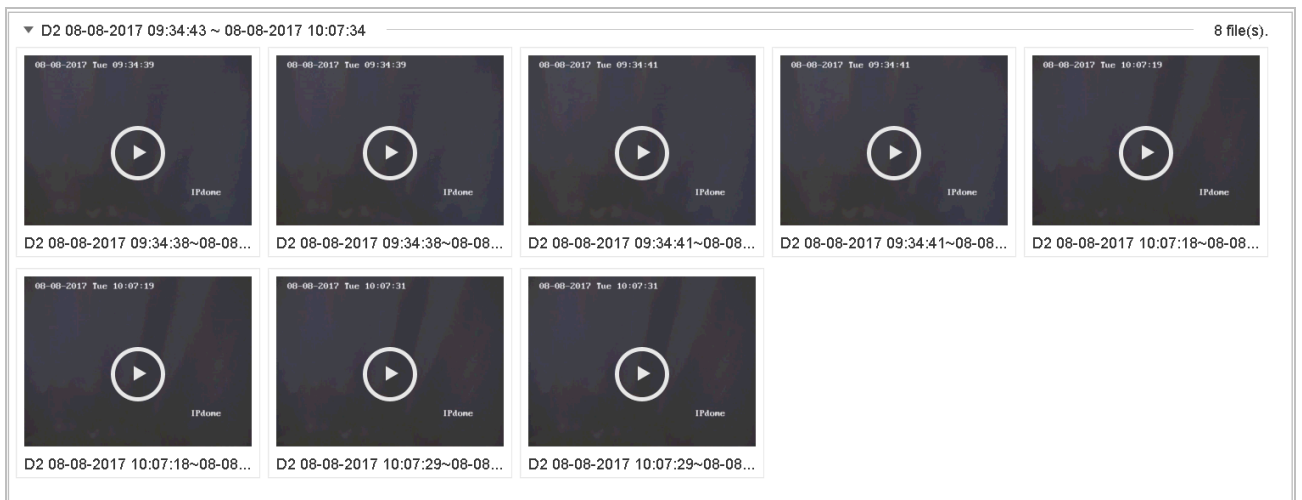 D2 08-08-2017 09:34:43 ~ 08-08-2017 10:07:34 8 file(s).
08-08-2017 Tue 09:34:39
IPdome
D2 08-08-2017 09:34:38~08-08...
08-08-2017 Tue 09:34:39
IPdome
D2 08-08-2017 09:34:38~08-08...
08-08-2017 Tue 09:34:41
IPdome
D2 08-08-2017 09:34:41~08-08...
08-08-2017 Tue 09:34:41
IPdome
D2 08-08-2017 09:34:41~08-08...
08-08-2017 Tue 10:07:19
IPdome
D2 08-08-2017 10:07:18~08-08...
08-08-2017 Tue 10:07:19
IPdome
D2 08-08-2017 10:07:18~08-08...
08-08-2017 Tue 10:07:31
IPdome
D2 08-08-2017 10:07:29~08-08...
08-08-2017 Tue 10:07:31
IPdome
D2 08-08-2017 10:07:29~08-08...